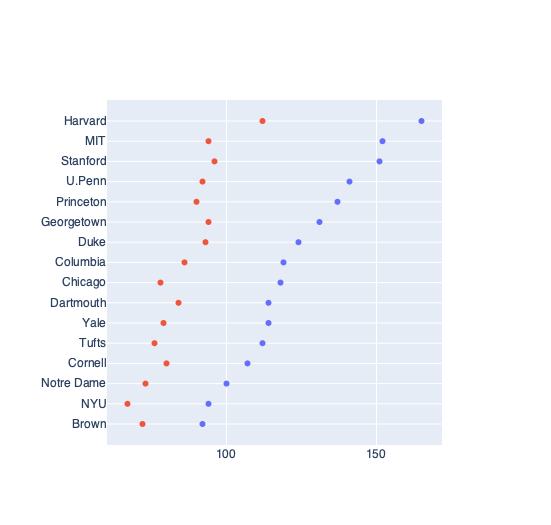 Harvard
MIT
Stanford
U.Penn
Princeton
Georgetown
Duke
Columbia
Chicago
Dartmouth
Yale
Tufts
Cornell
Notre Dame
NYU
Brown
100 150